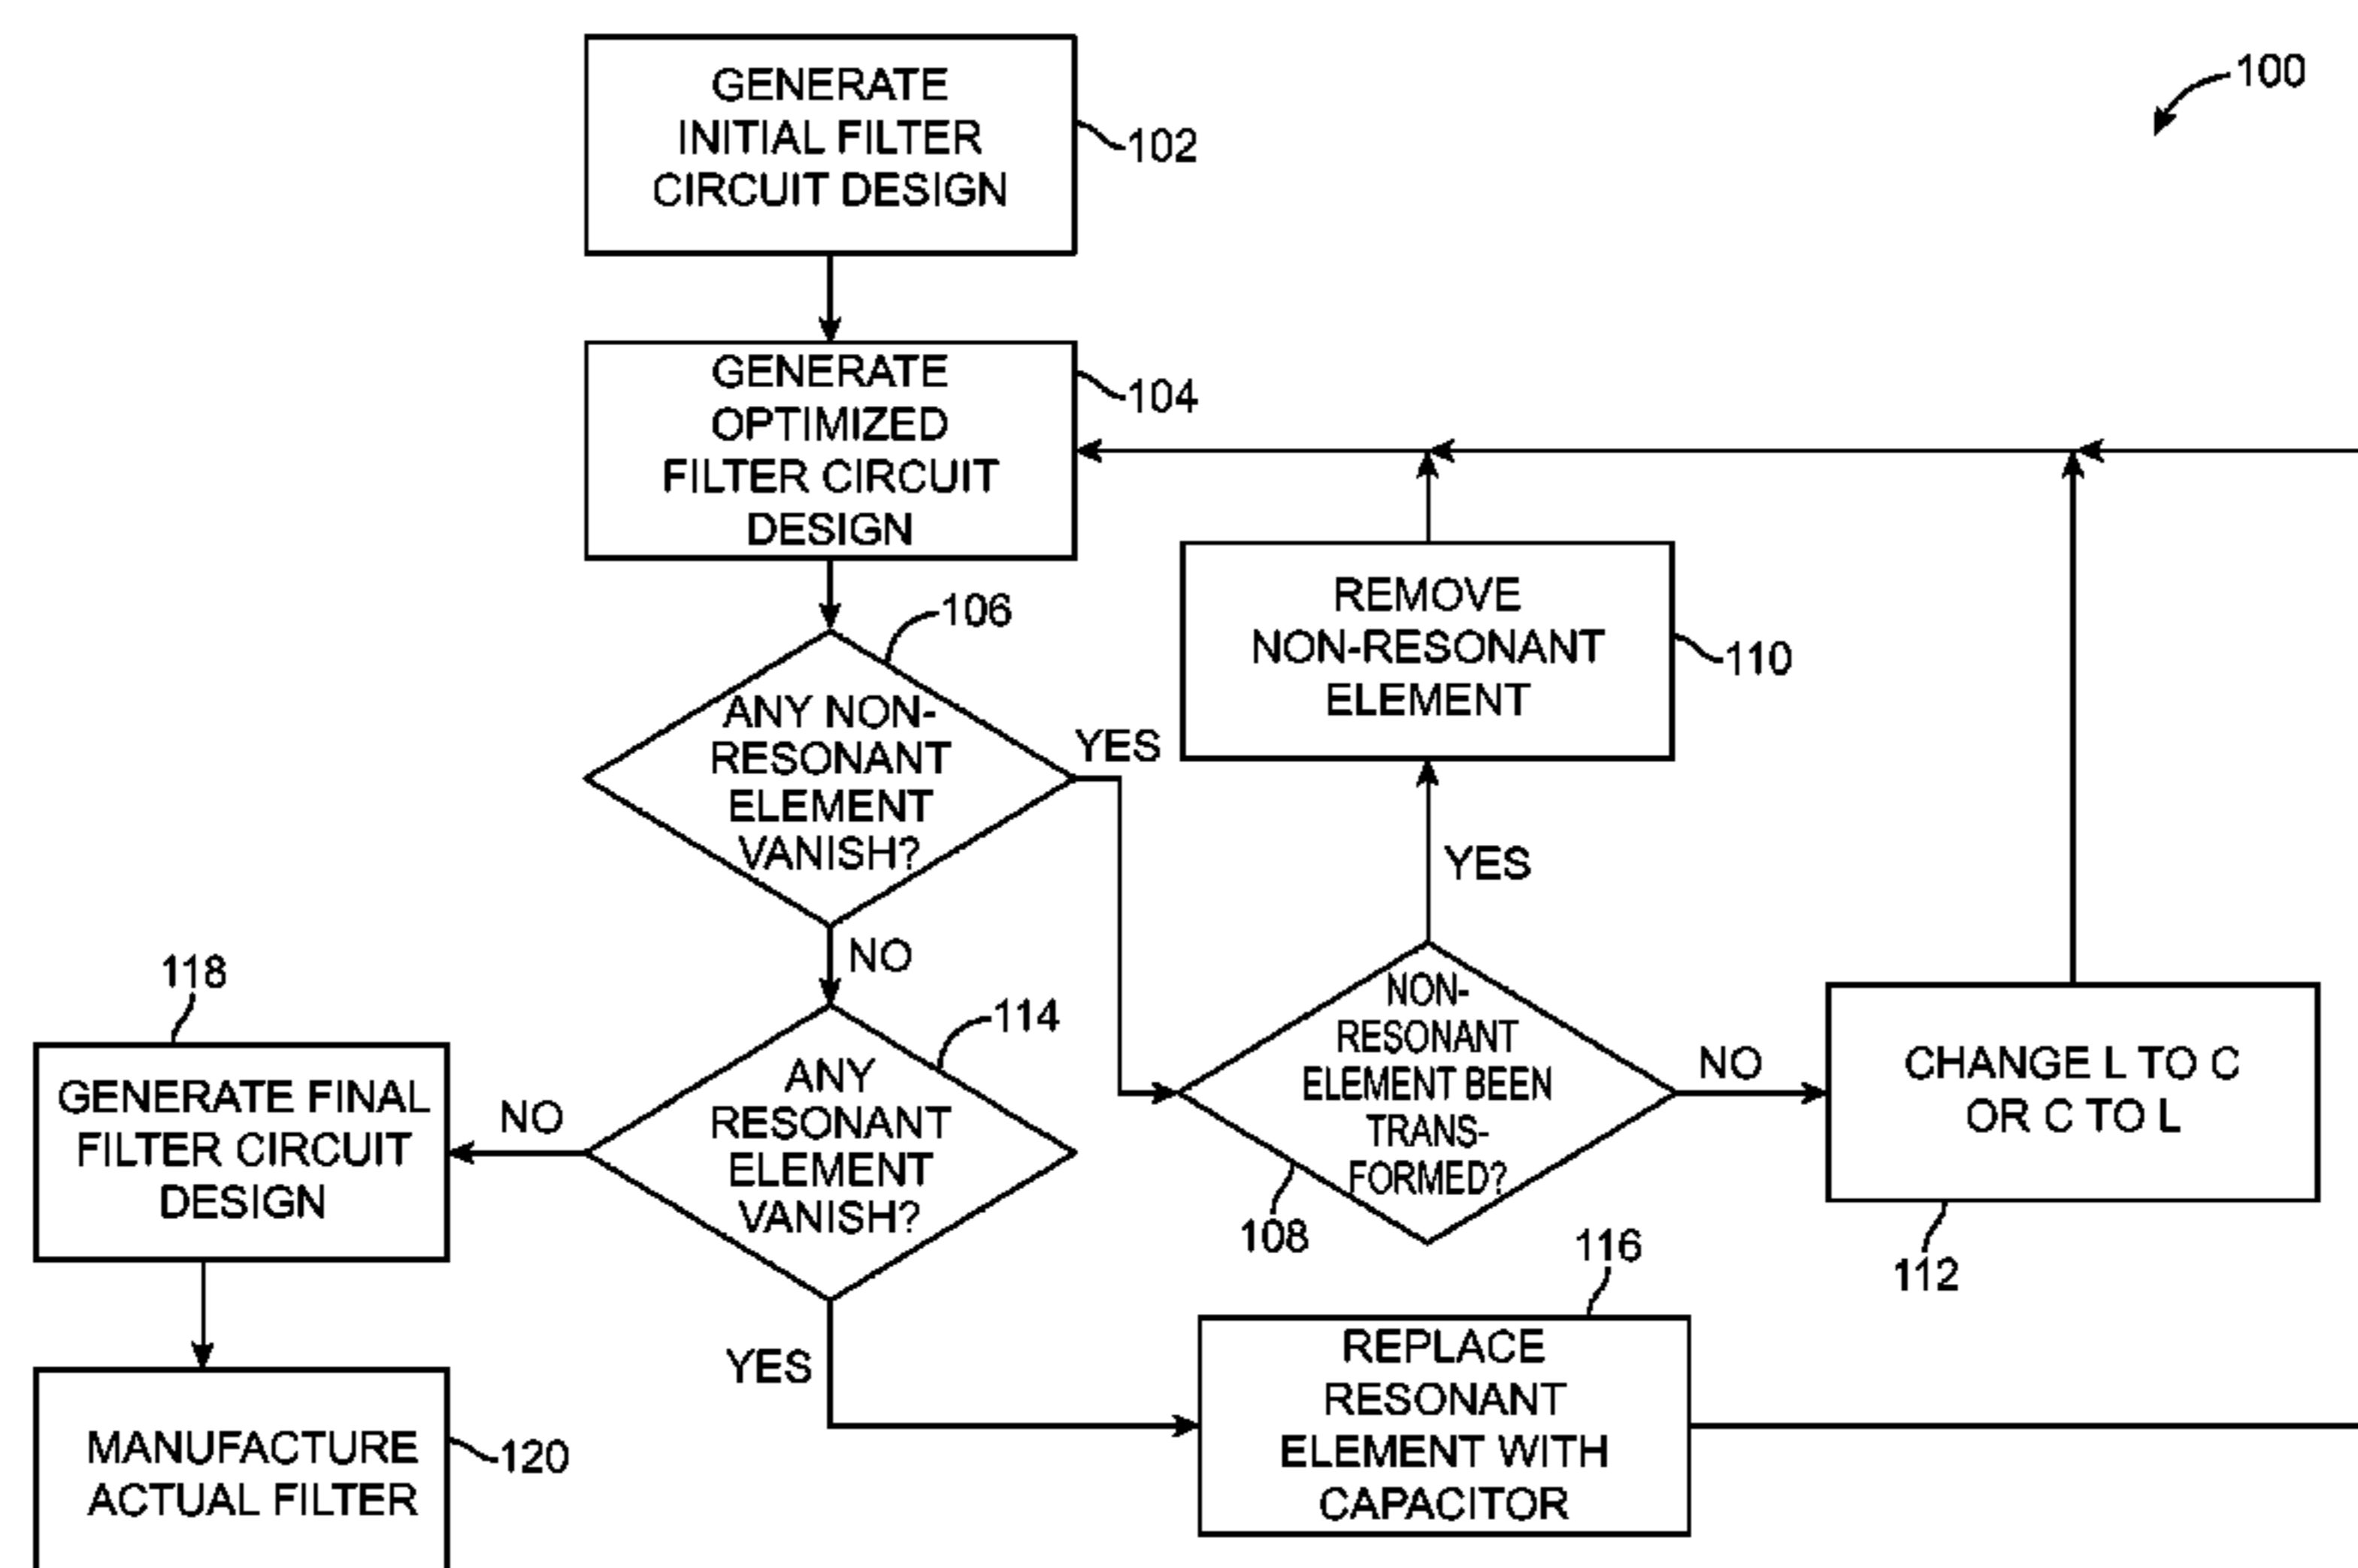 100
GENERATE
INITIAL FILTER
CIRCUIT DESIGN
102
GENERATE
OPTIMIZED
FILTER CIRCUIT
DESIGN
104
106
ANY NON-
RESONANT
ELEMENT
VANISH?
YES
NO
REMOVE
NON-RESONANT
ELEMENT
110
YES
NON-
RESONANT
ELEMENT BEEN
TRANS-
FORMED?
108
NO
CHANGE L TO C
OR C TO L
112
114
ANY
RESONANT
ELEMENT
VANISH?
NO
YES
118
GENERATE FINAL
FILTER CIRCUIT
DESIGN
116
REPLACE
RESONANT
ELEMENT WITH
CAPACITOR
MANUFACTURE
ACTUAL FILTER
120